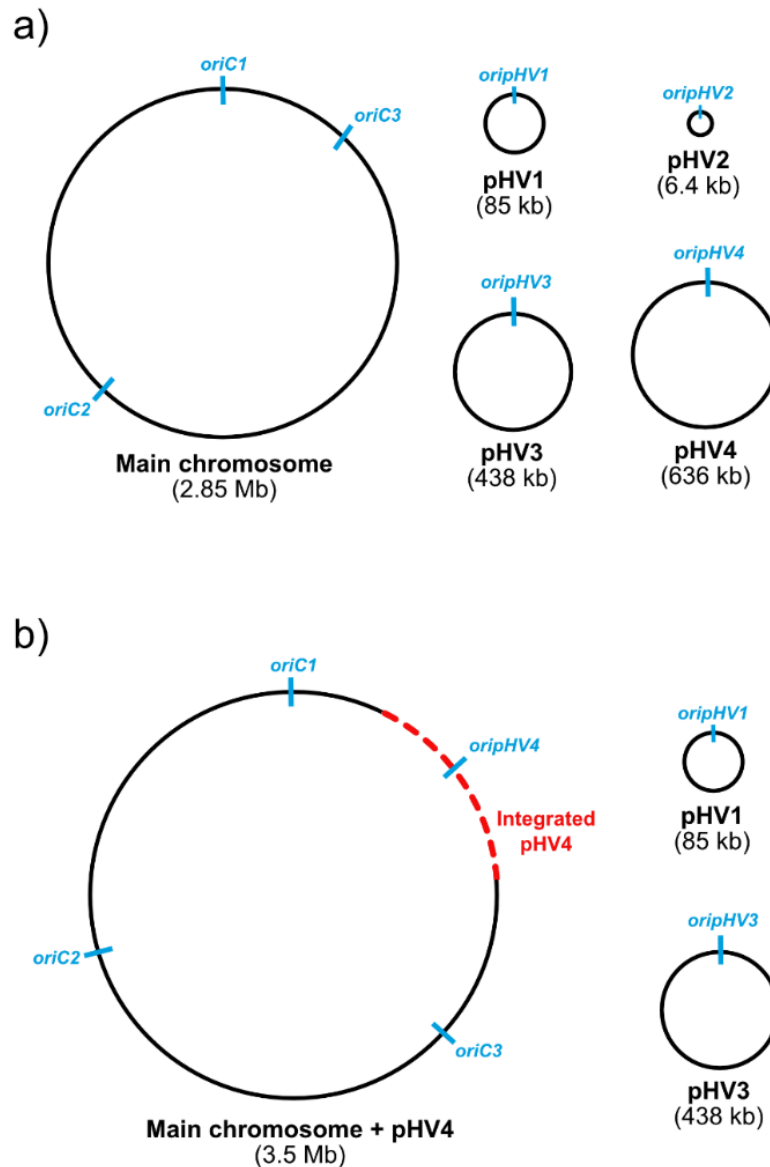 a)
oriC1
oriC3
oriC2
Main chromosome
(2.85 Mb)
oripHV1
pHV1
(85 kb)
oripHV2
pHV2
(6.4 kb)
oripHV3
pHV3
(438 kb)
oripHV4
pHV4
(636 kb)
b)
oriC1
oripHV4
Integrated
pHV4
oriC2
oriC3
Main chromosome + pHV4
(3.5 Mb)
oripHV1
pHV1
(85 kb)
oripHV3
pHV3
(438 kb)